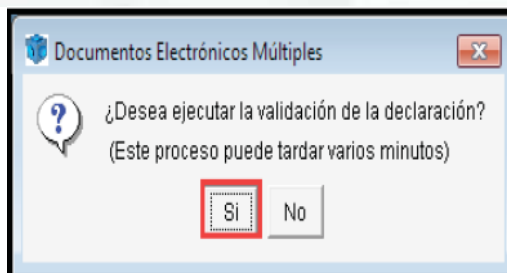 Documentos Electrónicos Múltiples
¿Desea ejecutar la validación de la declaración?
(Este proceso puede tardar varios minutos)
Si No